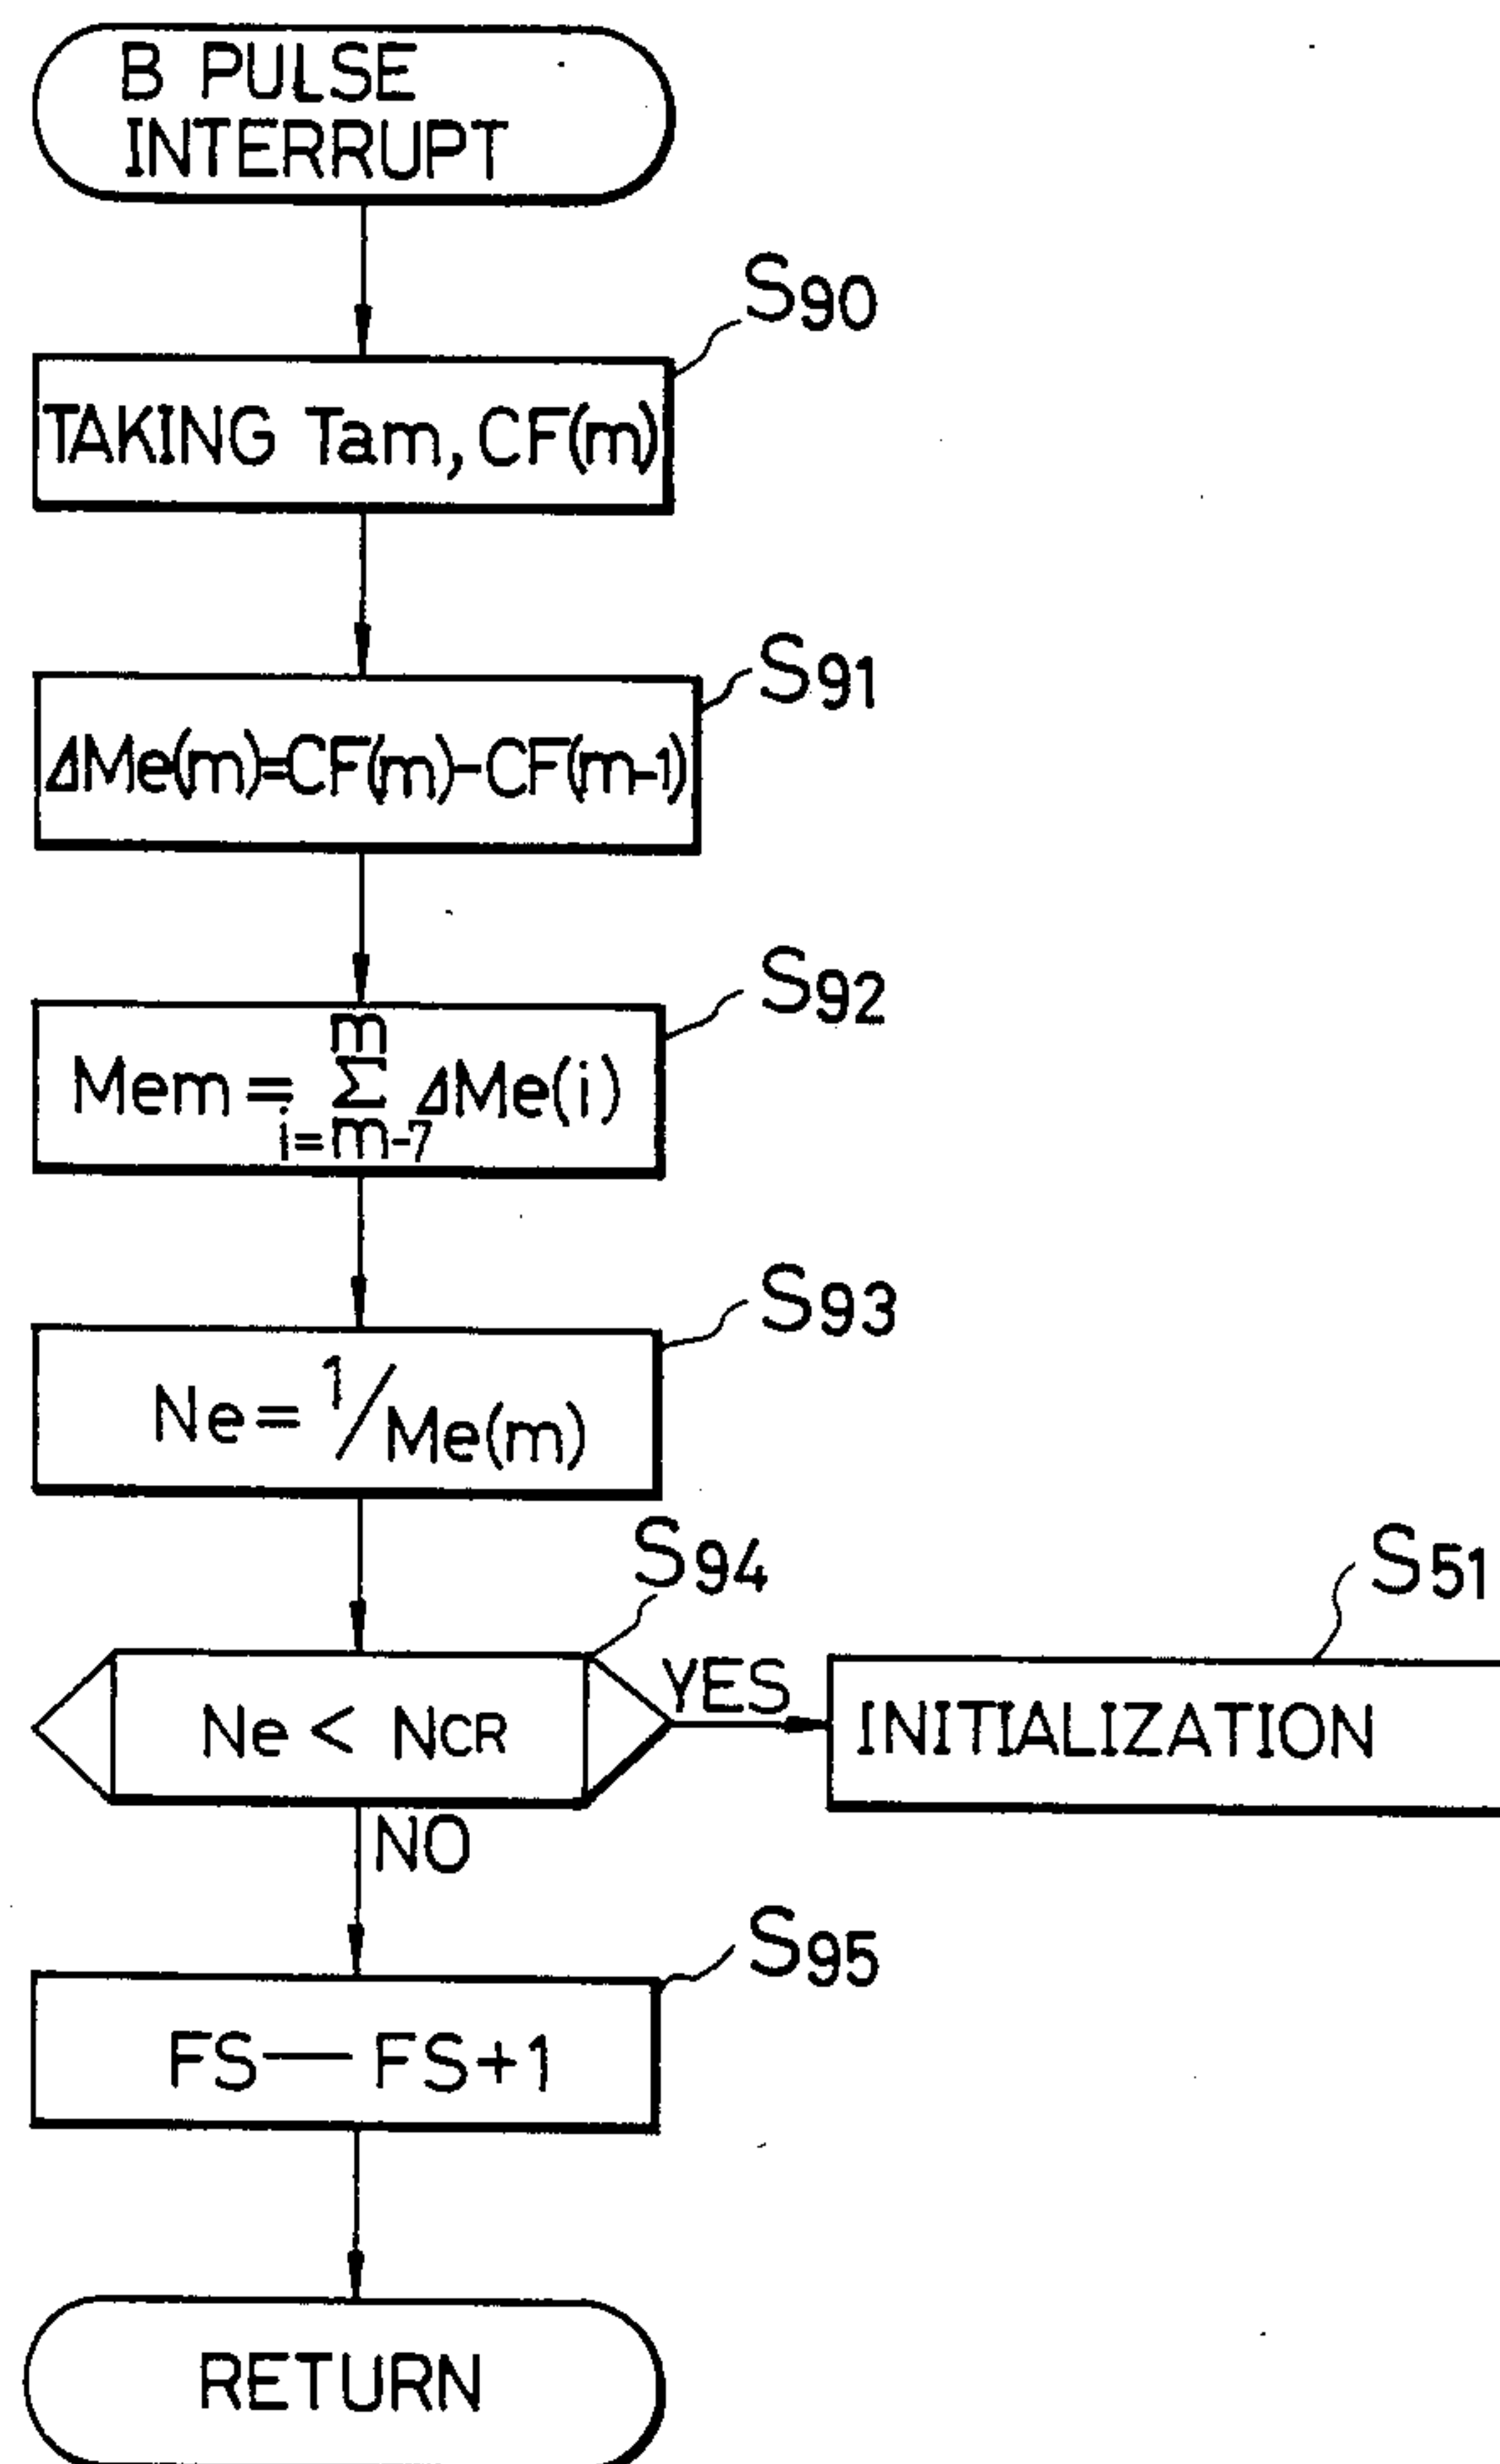 B PULSE
INTERRUPT
S90
TAKING Tam, CF(m)
S91
ΔMe(m)=CF(m)-CF(m-1)
S92
m
Mem = Σ ΔMe(i)
i=m-7
S93
Ne = 1/Me(m)
S94
Ne < NCR
YES
S51
INITIALIZATION
NO
S95
FS— FS+1
RETURN